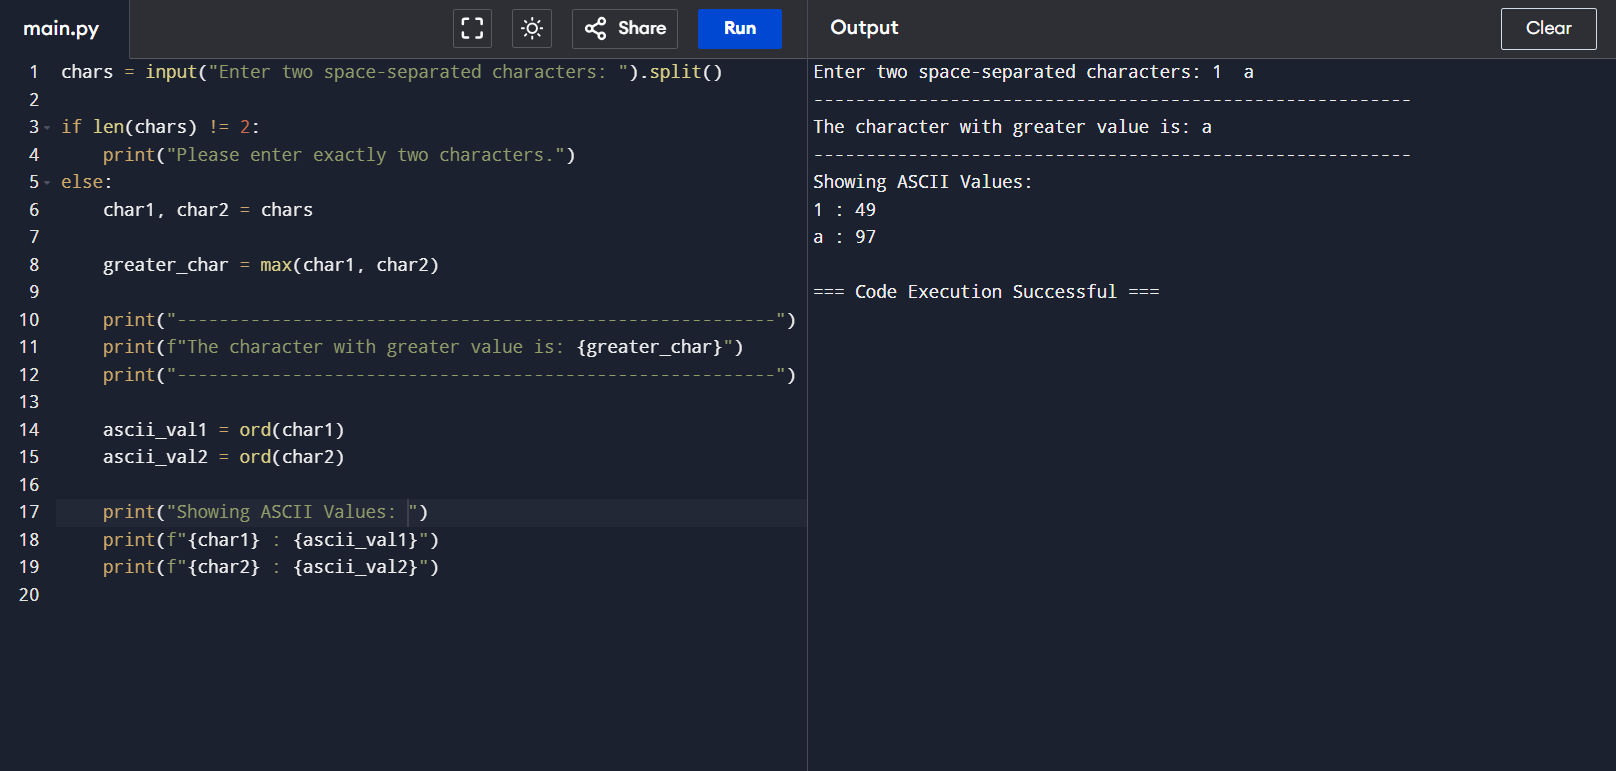 main.py
Share
Run
Output
Clear
1 chars = input("Enter two space-separated characters: ").split()
2
3 if len(chars) != 2:
4     print("Please enter exactly two characters.")
5 else:
6     char1, char2 = chars
7
8     greater_char = max(char1, char2)
9
10     print("---------------------------------------------------------")
11     print(f"The character with greater value is: {greater_char}")
12     print("---------------------------------------------------------")
13
14     ascii_val1 = ord(char1)
15     ascii_val2 = ord(char2)
16
17     print("Showing ASCII Values: ")
18     print(f"{char1} : {ascii_val1}")
19     print(f"{char2} : {ascii_val2}")
20
Enter two space-separated characters: 1  a
---------------------------------------------------------
The character with greater value is: a
---------------------------------------------------------
Showing ASCII Values:
1 : 49
a : 97
=== Code Execution Successful ===